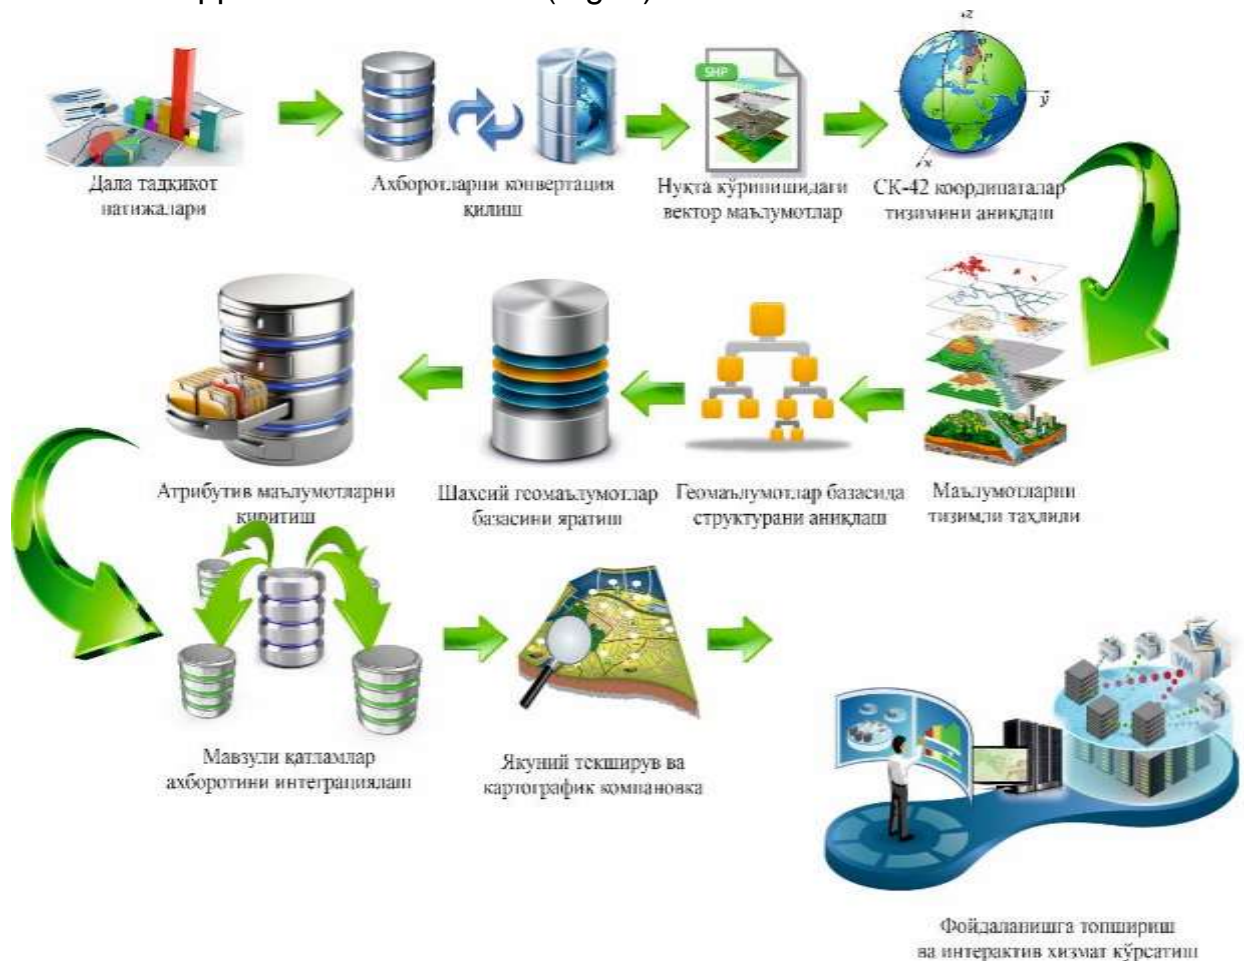 Дала тадқиқот
натижалари
Ахборотларни конвертация
қилиш
SHP
Нуқта кўринишидаги
вектор маълумотлар
z
y
x
СК-42 координаталар
тизимини аниқлаш
Атрибутив маълумотларни
киритиш
Шахсий геомаълумотлар
базасини яратиш
Геомаълумотлар базасида
структурани аниқлаш
Маълумотларни
тизимли таҳлили
Мавзули қатламлар
ахборотини интеграциялаш
Якуний текширув ва
картографик компановка
VM
Фойдаланишга топшириш
ва интерактив хизмат кўрсатиш